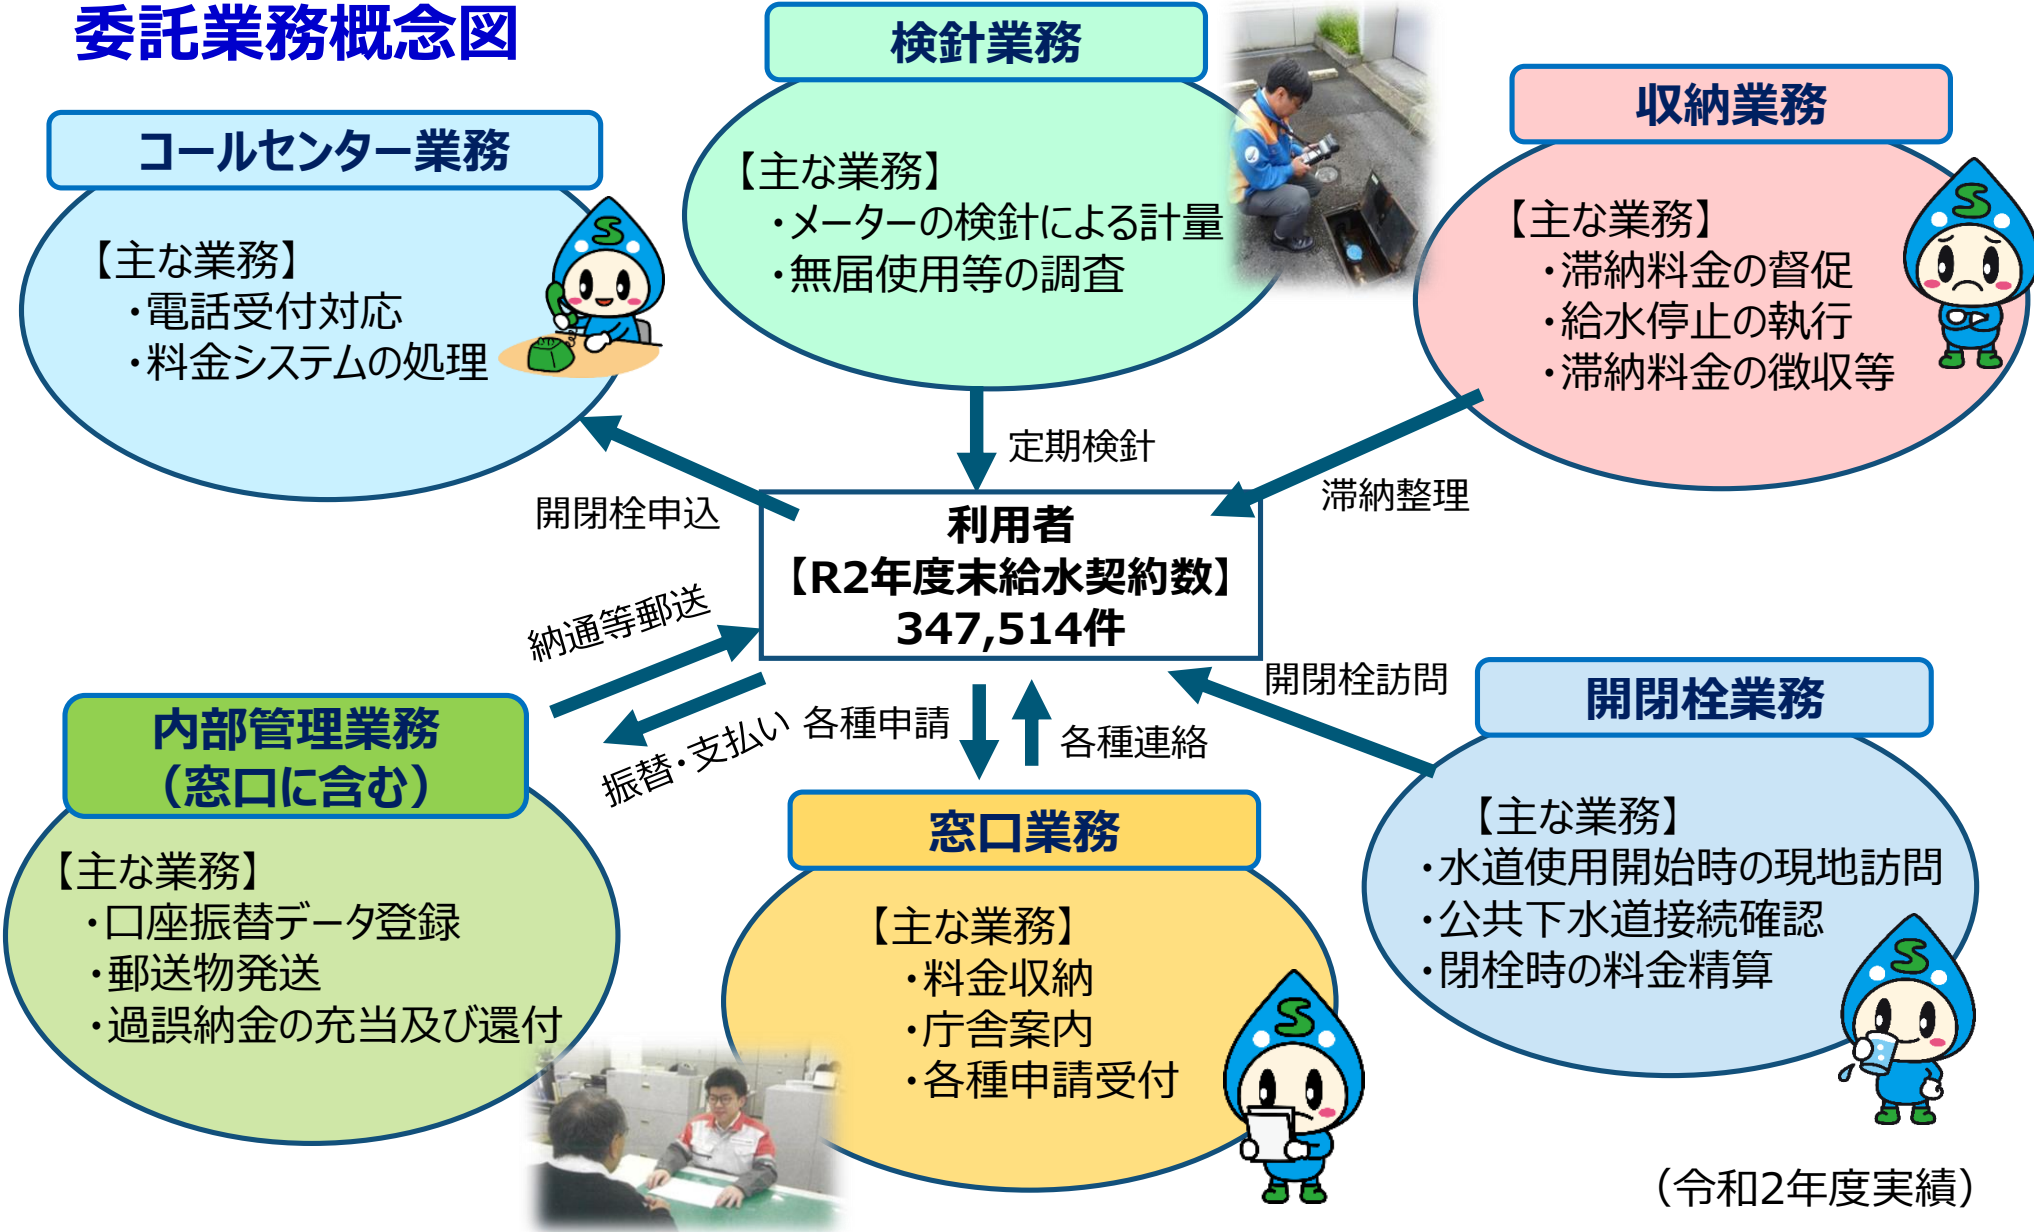 委託業務概念図
検針業務
【主な業務】
・メーターの検針による計量
・無届使用等の調査
収納業務
【主な業務】
・滞納料金の督促
・給水停止の執行
・滞納料金の徴収等
コールセンター業務
【主な業務】
・電話受付対応
・料金システムの処理
定期検針
滞納整理
開閉栓申込
利用者
【R2年度末給水契約数】
347,514件
納通等郵送
振替・支払い
各種申請
各種連絡
開閉栓訪問
内部管理業務
（窓口に含む）
【主な業務】
・口座振替データ登録
・郵送物発送
・過誤納金の充当及び還付
窓口業務
【主な業務】
・料金収納
・庁舎案内
・各種申請受付
開閉栓業務
【主な業務】
・水道使用開始時の現地訪問
・公共下水道接続確認
・閉栓時の料金精算
（令和2年度実績）
S
S
S
S